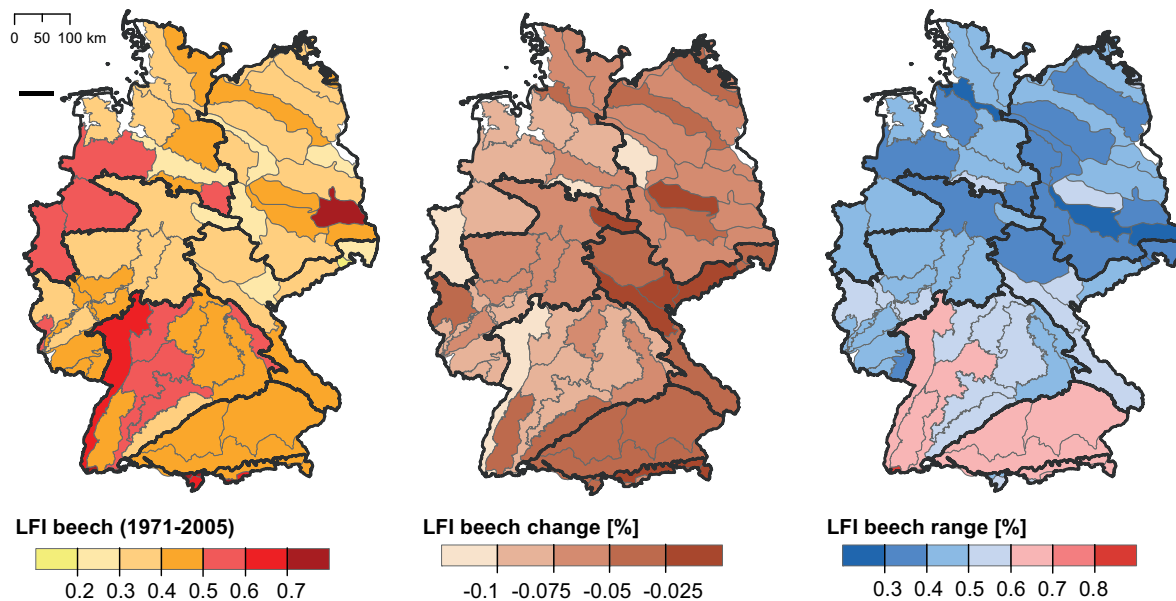 0 50 100 km
LFI beech (1971-2005)
0.2 0.3 0.4 0.5 0.6 0.7
LFI beech change [%]
-0.1 -0.075 -0.05 -0.025
LFI beech range [%]
0.3 0.4 0.5 0.6 0.7 0.8